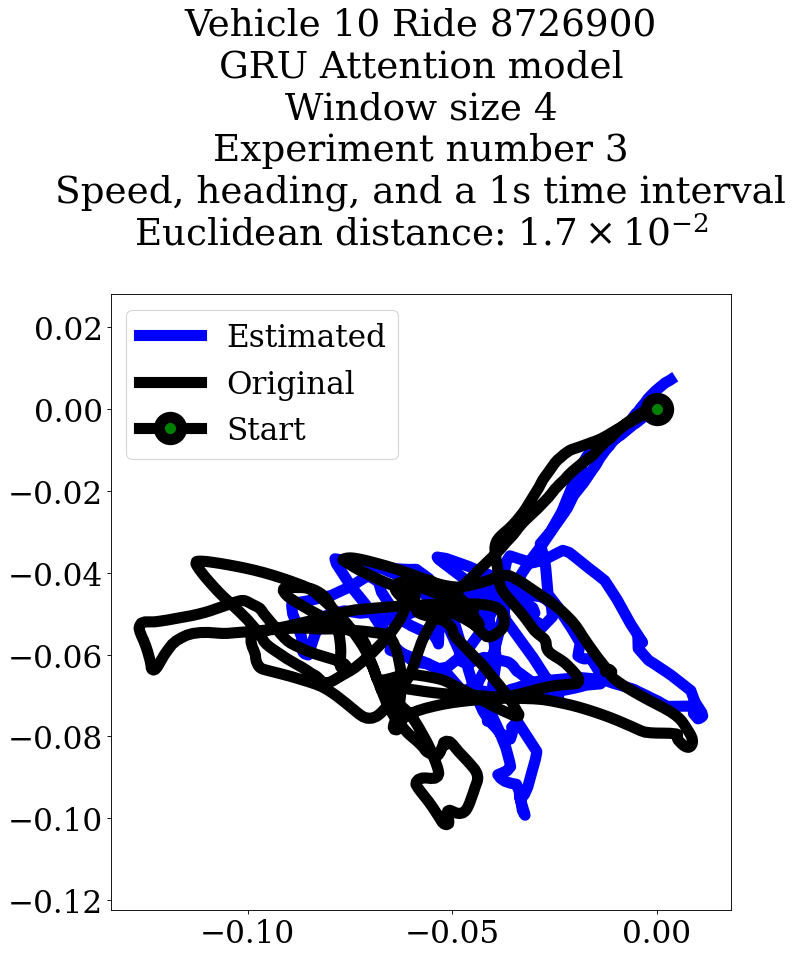 Vehicle 10 Ride 8726900
GRU Attention model
Window size 4
Experiment number 3
Speed, heading, and a 1s time interval
Euclidean distance: 1.7 × 10⁻²
Estimated
Original
Start
0.02
0.00
−0.02
−0.04
−0.06
−0.08
−0.10
−0.12
−0.10 −0.05 0.00